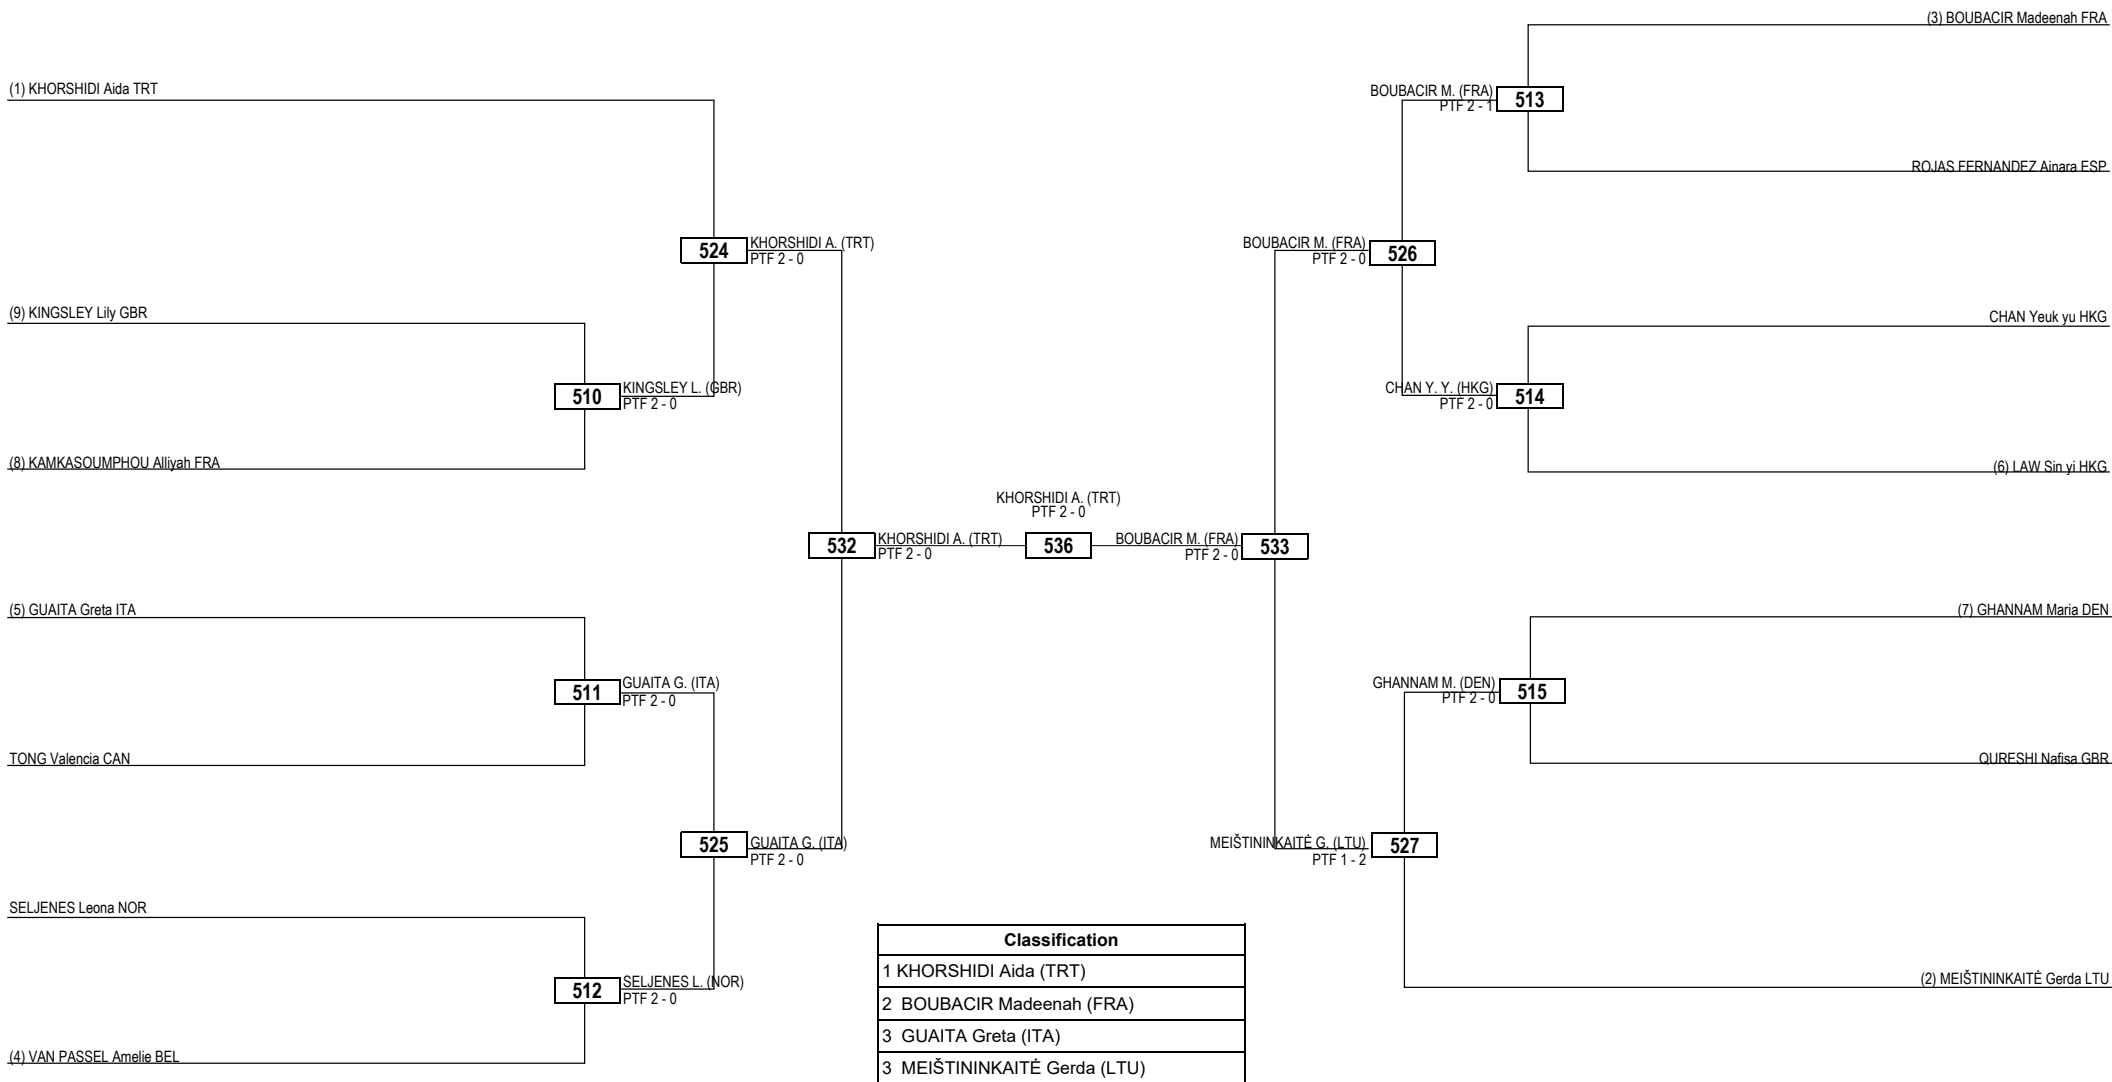 (3) BOUBACIR Madeenah FRA
(1) KHORSHIDI Aida TRT
BOUBACIR M. (FRA)
PTF 2 - 1
513
ROJAS FERNANDEZ Ainara ESP
524
KHORSHIDI A. (TRT)
PTF 2 - 0
BOUBACIR M. (FRA)
PTF 2 - 0
526
(9) KINGSLEY Lily GBR
CHAN Yeuk yu HKG
510
KINGSLEY L. (GBR)
PTF 2 - 0
CHAN Y. Y. (HKG)
PTF 2 - 0
514
(8) KAMKASOUMPHOU Alliyah FRA
(6) LAW Sin yi HKG
KHORSHIDI A. (TRT)
PTF 2 - 0
532
KHORSHIDI A. (TRT)
PTF 2 - 0
536
BOUBACIR M. (FRA)
PTF 2 - 0
533
(5) GUAITA Greta ITA
(7) GHANNAM Maria DEN
511
GUAITA G. (ITA)
PTF 2 - 0
GHANNAM M. (DEN)
PTF 2 - 0
515
TONG Valencia CAN
QURESHI Nafisa GBR
525
GUAITA G. (ITA)
PTF 2 - 0
MEIŠTININKAITĖ G. (LTU)
PTF 1 - 2
527
SELJENES Leona NOR
512
SELJENES L. (NOR)
PTF 2 - 0
(2) MEIŠTININKAITĖ Gerda LTU
(4) VAN PASSEL Amelie BEL
Classification
1 KHORSHIDI Aida (TRT)
2 BOUBACIR Madeenah (FRA)
3 GUAITA Greta (ITA)
3 MEIŠTININKAITĖ Gerda (LTU)